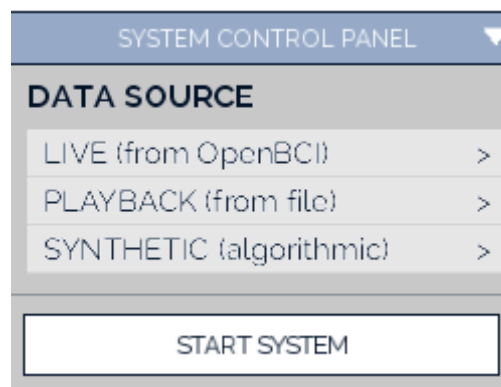 SYSTEM CONTROL PANEL
DATA SOURCE
LIVE (from OpenBCI) >
PLAYBACK (from file) >
SYNTHETIC (algorithmic) >
START SYSTEM